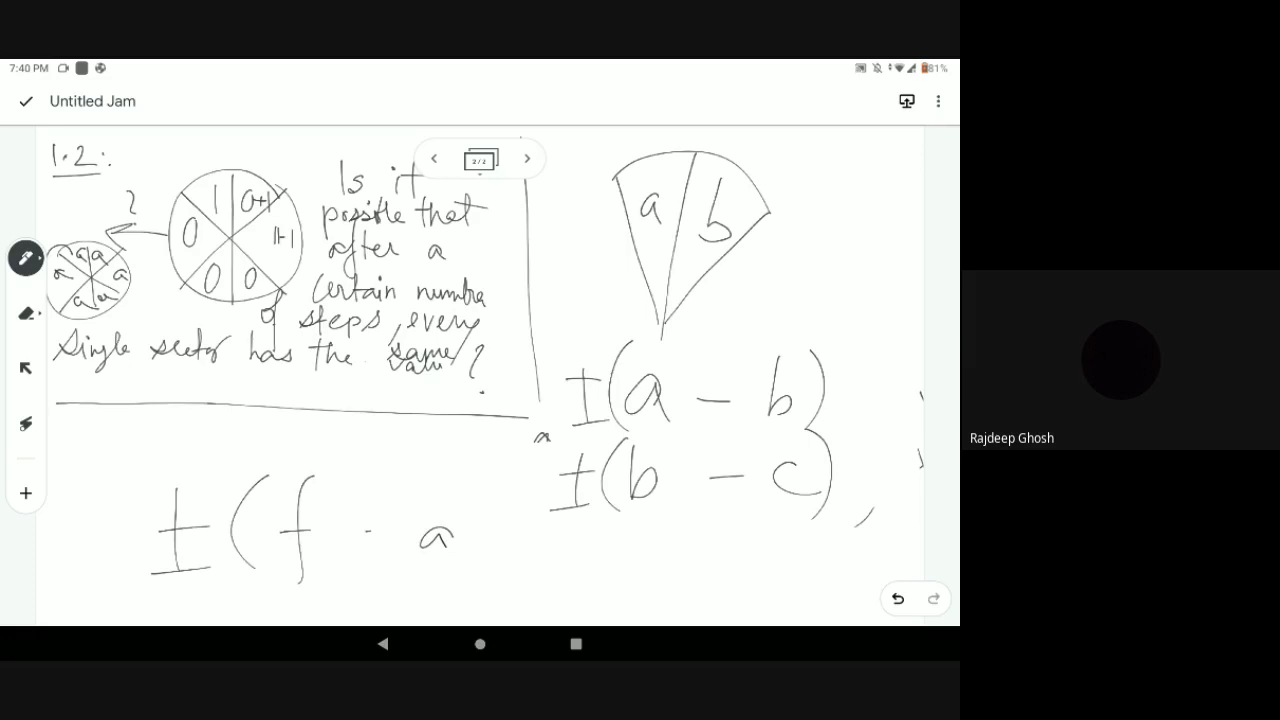 7:40 PM
81%
Untitled Jam
2/2
1.2:
Is it
possible that
after a
certain number
of steps, every
single sector has the same
value?
?
1 0+1
0 1+1
0 0
a a
a a
a a
a b
±(a - b)
±(b - c),
a
±(f - a
Rajdeep Ghosh